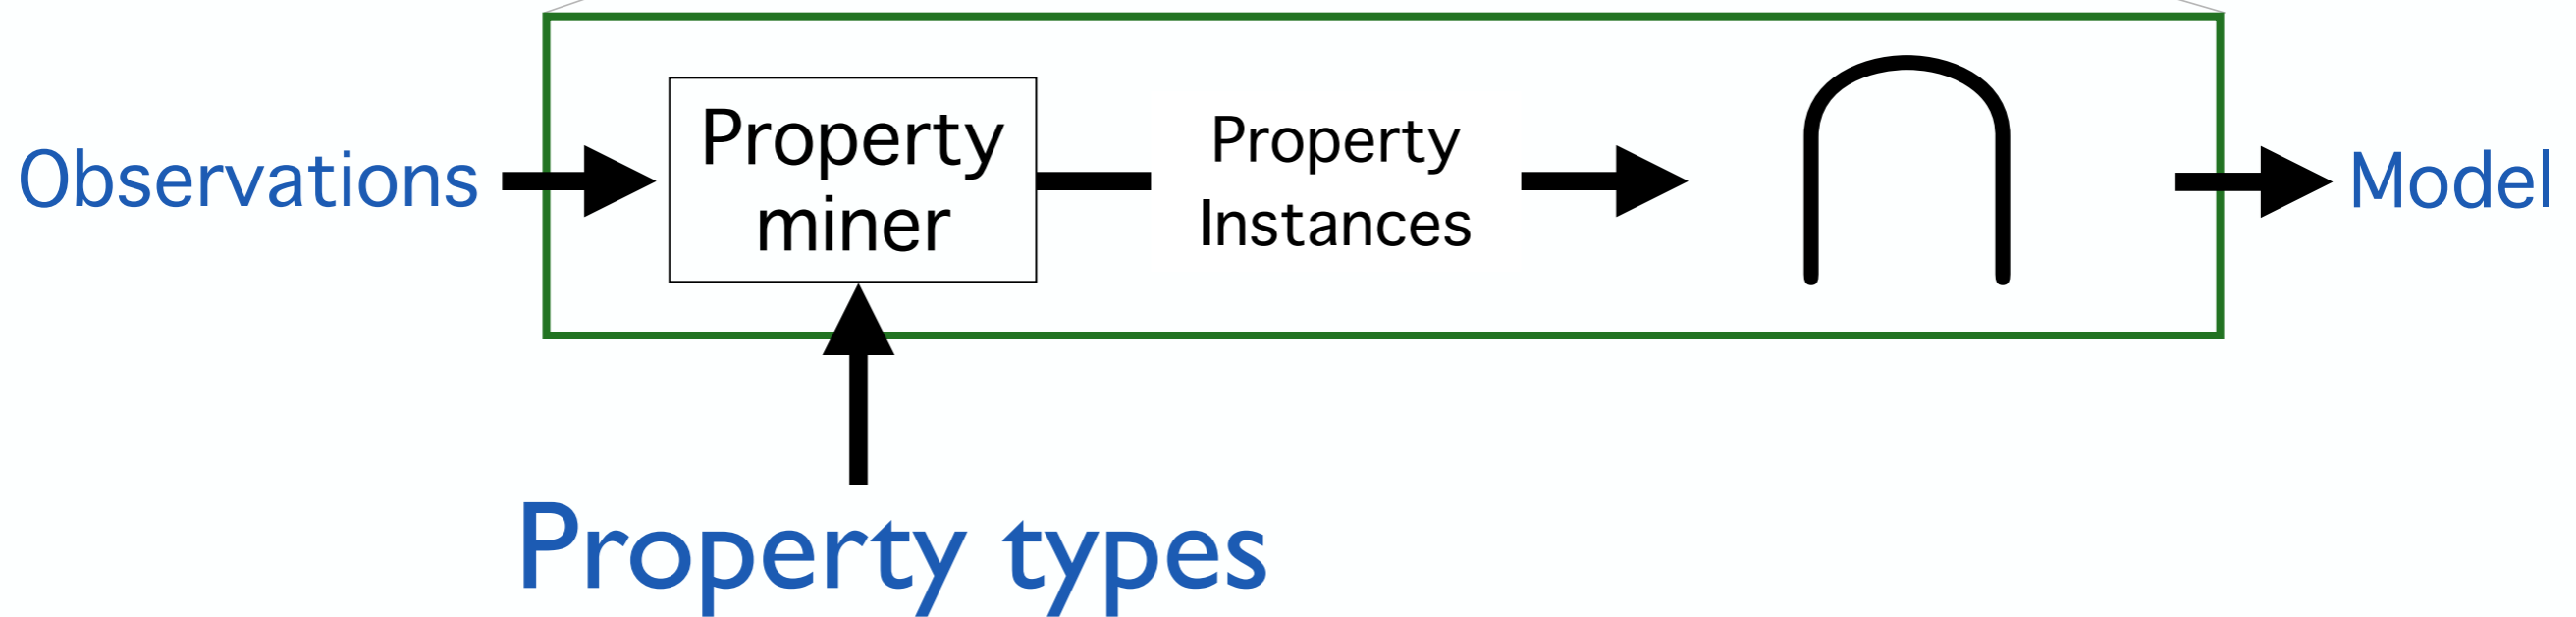 Observations
Property
miner
Property
Instances
∩
Model
Property types